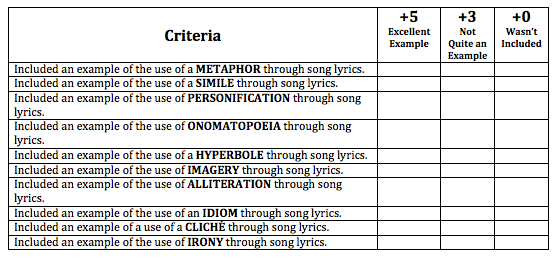 Criteria +5 +3 +0
Excellent Not Wasn't
Example Quite an Included
Example
Included an example of the use of a METAPHOR through song lyrics.
Included an example of the use of a SIMILE through song lyrics.
Included an example of the use of PERSONIFICATION through song
lyrics.
Included an example of the use of ONOMATOPOEIA through song
lyrics.
Included an example of the use of a HYPERBOLE through song lyrics.
Included an example of the use of IMAGERY through song lyrics.
Included an example of the use of ALLITERATION through song
lyrics.
Included an example of the use of an IDIOM through song lyrics.
Included an example of a use of a CLICHÉ through song lyrics.
Included an example of the use of IRONY through song lyrics.